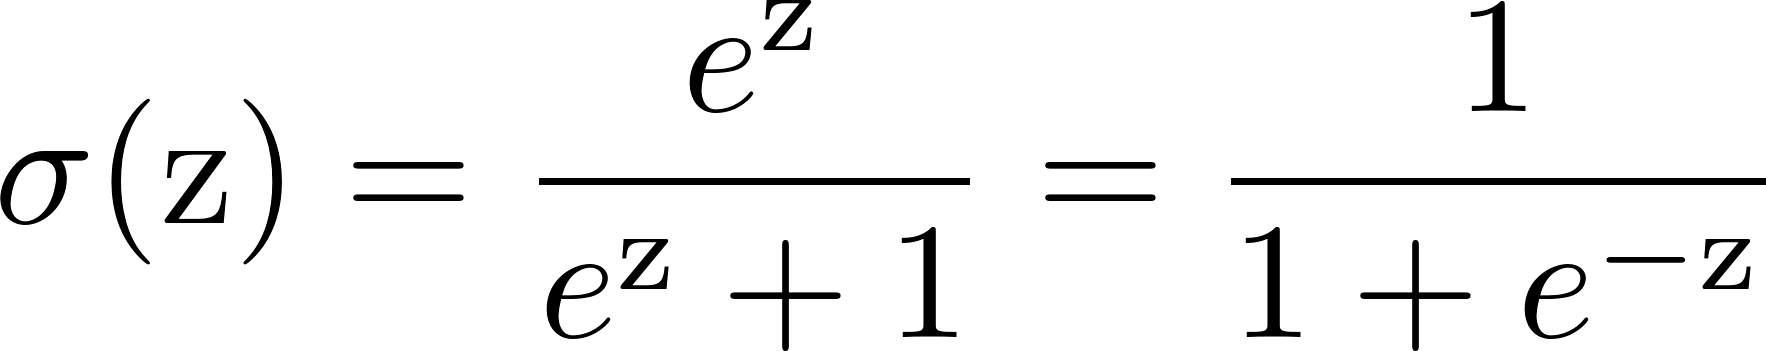 σ(z) = e^z / (e^z + 1) = 1 / (1 + e^−z)